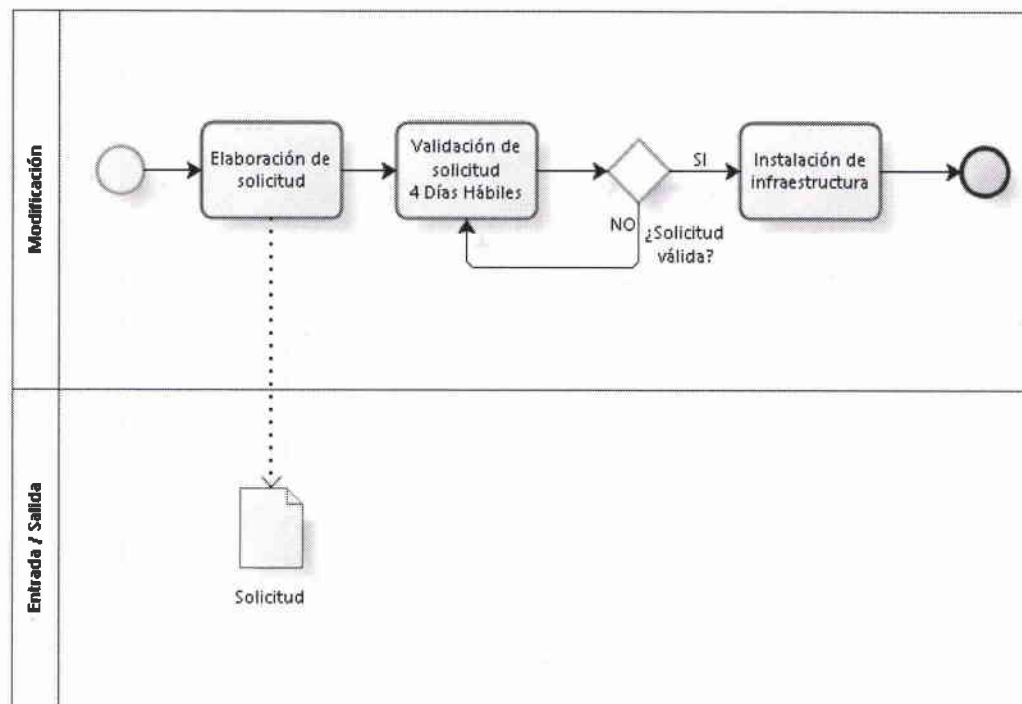 Modificación
Elaboración de
solicitud
Validación de
solicitud
4 Días Hábiles
SI
NO
¿Solicitud
válida?
Instalación de
infraestructura
Entrada / Salida
Solicitud